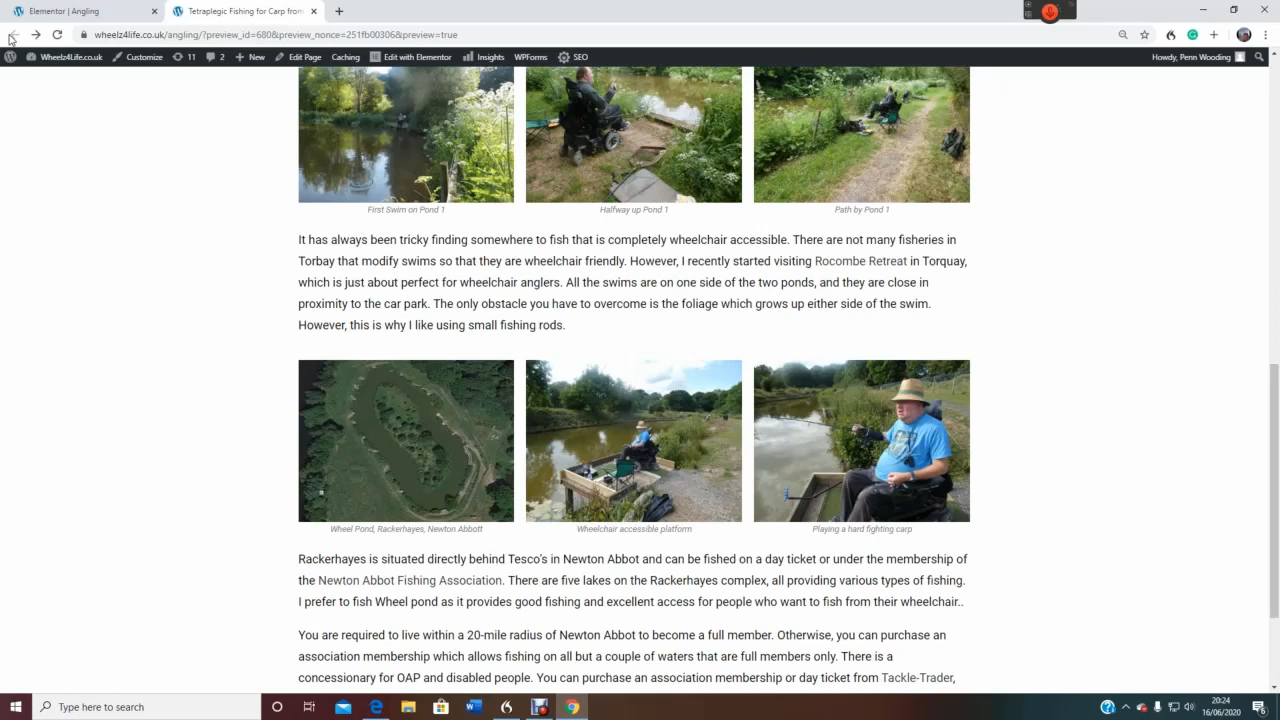 Elementor | Angling
Tetraplegic Fishing for Carp from
wheelz4life.co.uk/angling/?preview_id=680&preview_nonce=251fb00306&preview=true
Wheelz4Life.co.uk Customize 11 2 New Edit Page Caching Edit with Elementor Insights WPForms SEO Howdy, Penn Wooding
First Swim on Pond 1
Halfway up Pond 1
Path by Pond 1
It has always been tricky finding somewhere to fish that is completely wheelchair accessible. There are not many fisheries in
Torbay that modify swims so that they are wheelchair friendly. However, I recently started visiting Rocombe Retreat in Torquay,
which is just about perfect for wheelchair anglers. All the swims are on one side of the two ponds, and they are close in
proximity to the car park. The only obstacle you have to overcome is the foliage which grows up either side of the swim.
However, this is why I like using small fishing rods.
Wheel Pond, Rackerhayes, Newton Abbott
Wheelchair accessible platform
Playing a hard fighting carp
Rackerhayes is situated directly behind Tesco's in Newton Abbot and can be fished on a day ticket or under the membership of
the Newton Abbot Fishing Association. There are five lakes on the Rackerhayes complex, all providing various types of fishing.
I prefer to fish Wheel pond as it provides good fishing and excellent access for people who want to fish from their wheelchair..
You are required to live within a 20-mile radius of Newton Abbot to become a full member. Otherwise, you can purchase an
association membership which allows fishing on all but a couple of waters that are full members only. There is a
concessionary for OAP and disabled people. You can purchase an association membership or day ticket from Tackle-Trader,
Type here to search
20:24
16/06/2020
6